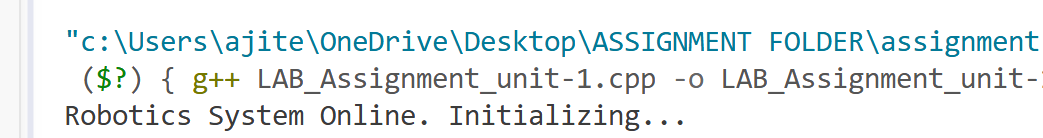 "c:\Users\ajite\OneDrive\Desktop\ASSIGNMENT FOLDER\assignment
($?) { g++ LAB_Assignment_unit-1.cpp -o LAB_Assignment_unit-
Robotics System Online. Initializing...